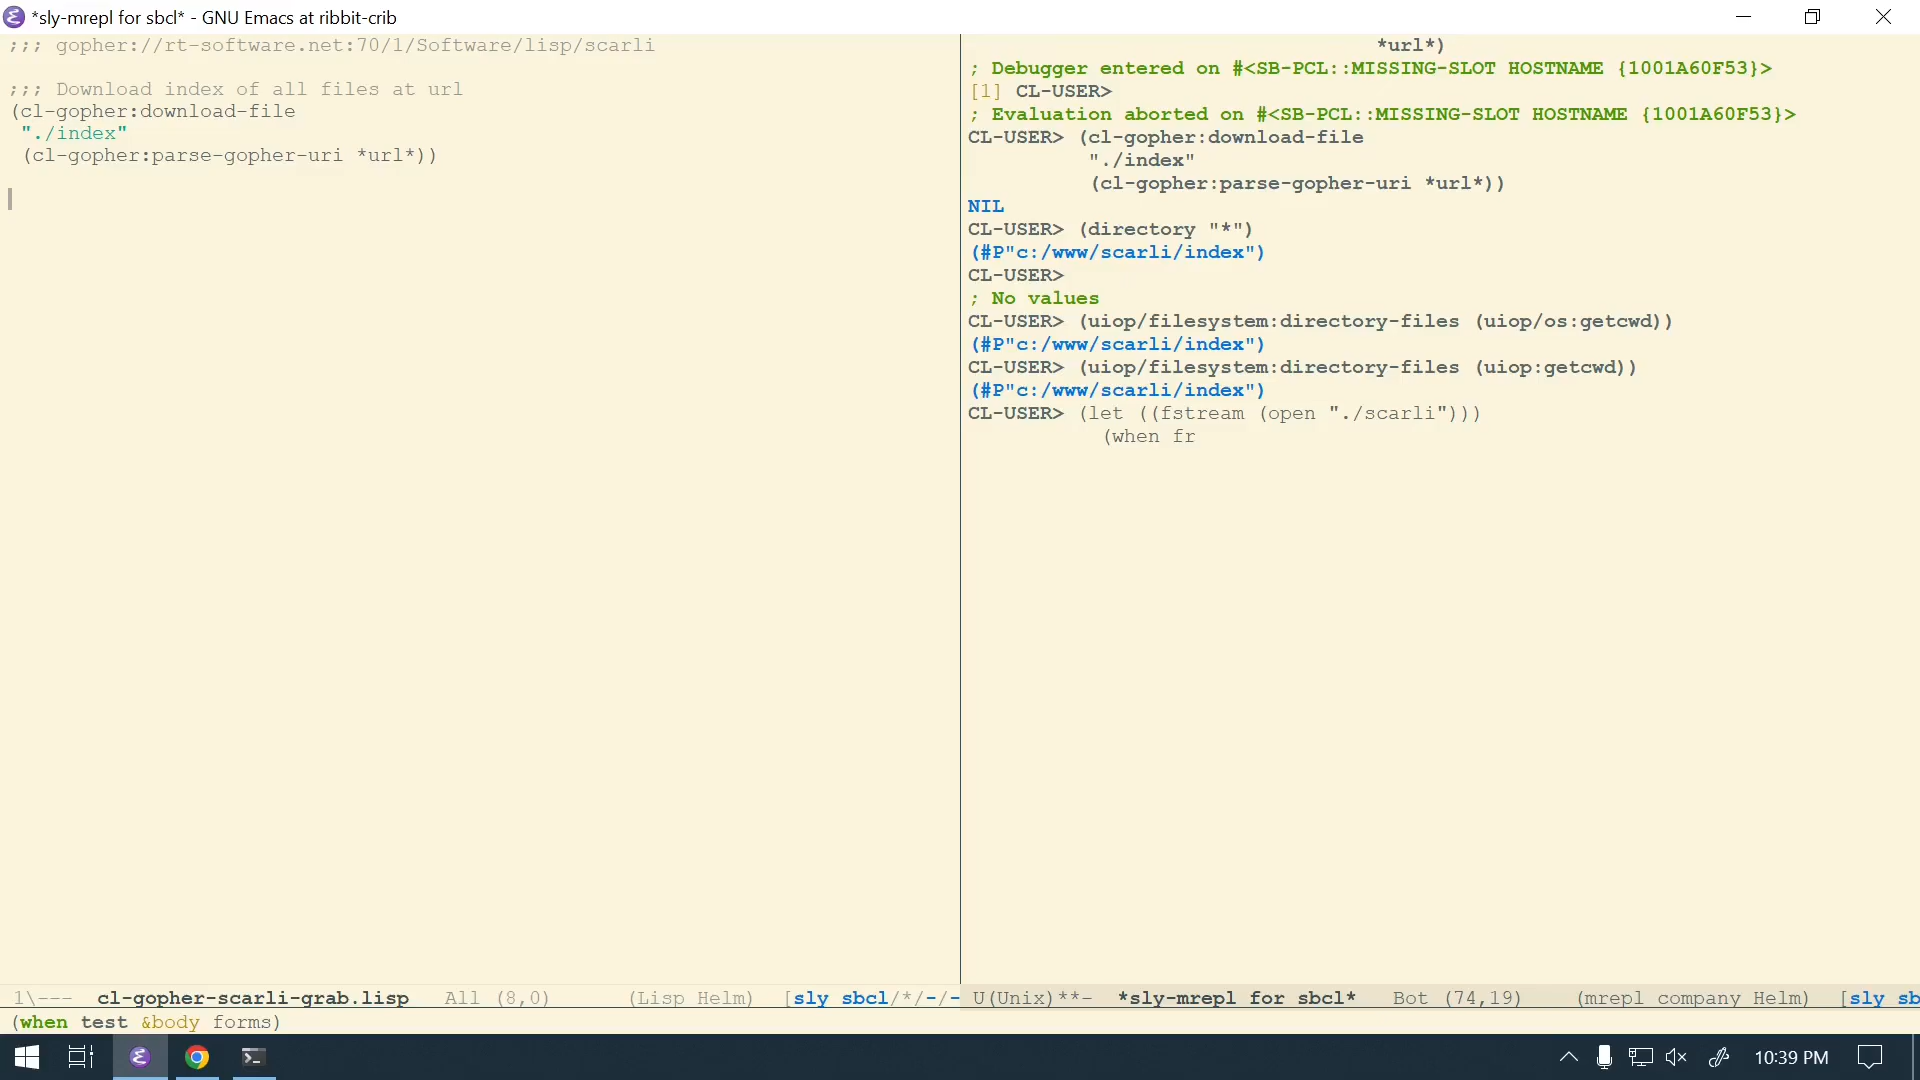 *sly-mrepl for sbcl* - GNU Emacs at ribbit-crib
;;; gopher://rt-software.net:70/1/Software/lisp/scarli
;;; Download index of all files at url
(cl-gopher:download-file
"./index"
(cl-gopher:parse-gopher-uri *url*))
*url*)
; Debugger entered on #<SB-PCL::MISSING-SLOT HOSTNAME {1001A60F53}>
[1] CL-USER>
; Evaluation aborted on #<SB-PCL::MISSING-SLOT HOSTNAME {1001A60F53}>
CL-USER> (cl-gopher:download-file
"./index"
(cl-gopher:parse-gopher-uri *url*))
NIL
CL-USER> (directory "*")
(#P"c:/www/scarli/index")
CL-USER>
; No values
CL-USER> (uiop/filesystem:directory-files (uiop/os:getcwd))
(#P"c:/www/scarli/index")
CL-USER> (uiop/filesystem:directory-files (uiop:getcwd))
(#P"c:/www/scarli/index")
CL-USER> (let ((fstream (open "./scarli")))
(when fr
1\--- cl-gopher-scarli-grab.lisp All (8,0) (Lisp Helm) [sly sbcl/*/-/-
U(Unix)**- *sly-mrepl for sbcl* Bot (74,19) (mrepl company Helm) [sly sb
(when test &body forms)
10:39 PM